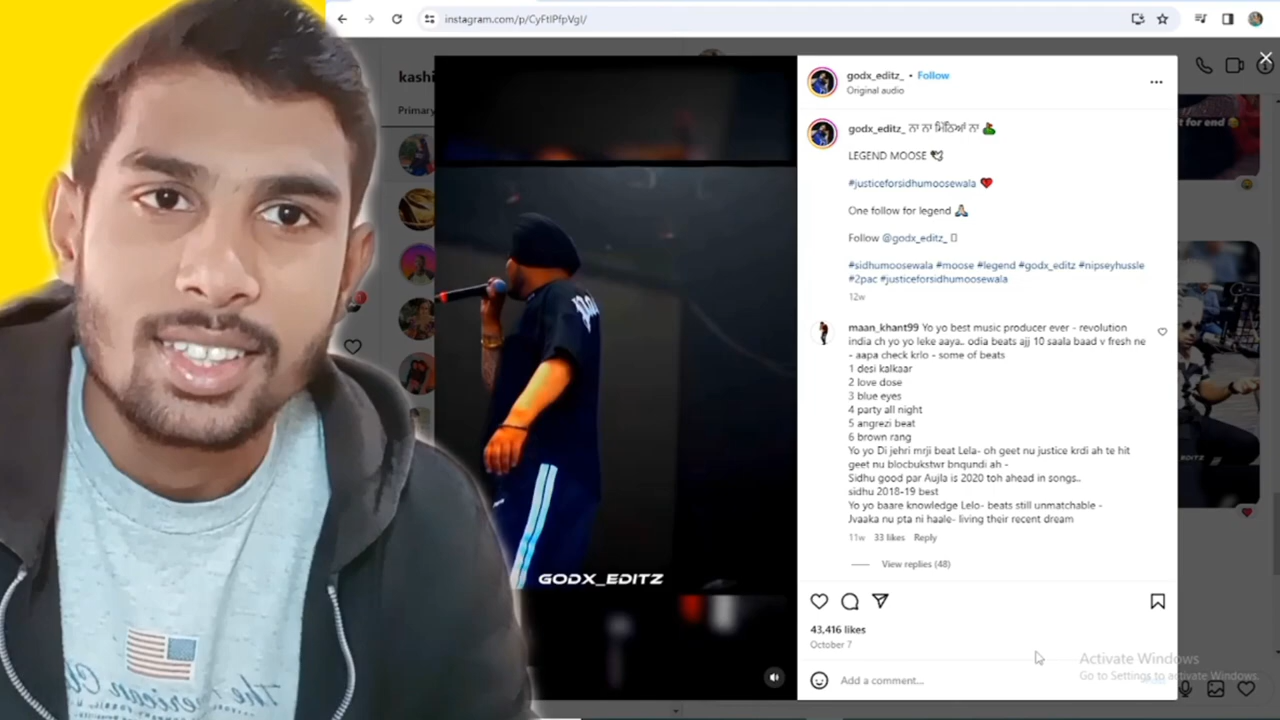 instagram.com/p/CyFtlPfpVgI/
kashi
Primary
godx_editz_ • Follow
Original audio
godx_editz_ ਨਾ ਨਾ ਮਿੱਠਿਆਂ ਨਾ
LEGEND MOOSE
#justiceforsidhumoosewala
One follow for legend
Follow @godx_editz_
#sidhumoosewala #moose #legend #godx_editz #nipseyhussle
#2pac #justiceforsidhumoosewala
12w
maan_khant99 Yo yo best music producer ever - revolution
india ch yo yo leke aaya.. odia beats ajj 10 saala baad v fresh ne
- aapa check krlo - some of beats
1 desi kalkaar
2 love dose
3 blue eyes
4 party all night
5 angrezi beat
6 brown rang
Yo yo Di jehri mrji beat Lela- oh geet nu justice krdi ah te hit
geet nu blocbukstwr bnqundi ah -
Sidhu good par Aujla is 2020 toh ahead in songs..
sidhu 2018-19 best
Yo yo baare knowledge Lelo- beats still unmatchable -
Jvaaka nu pta ni haale- living their recent dream
11w 33 likes Reply
View replies (48)
43,416 likes
October 7
Add a comment...
GODX_EDITZ
t for end
Activate Windows
Go to Settings to activate Windows.